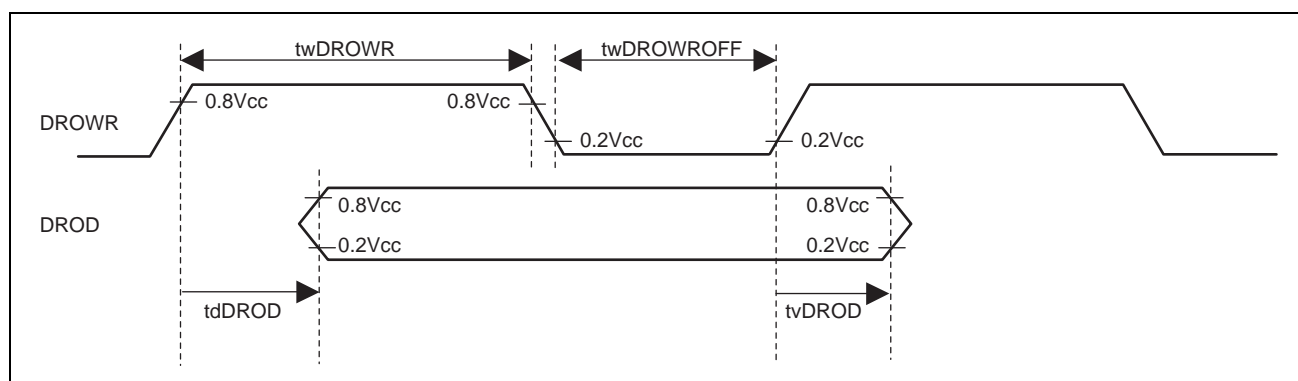 twDROWR
twDROWROFF
0.8Vcc
0.8Vcc
DROWR
0.2Vcc
0.2Vcc
0.8Vcc
0.8Vcc
DROD
0.2Vcc
0.2Vcc
tdDROD
tvDROD